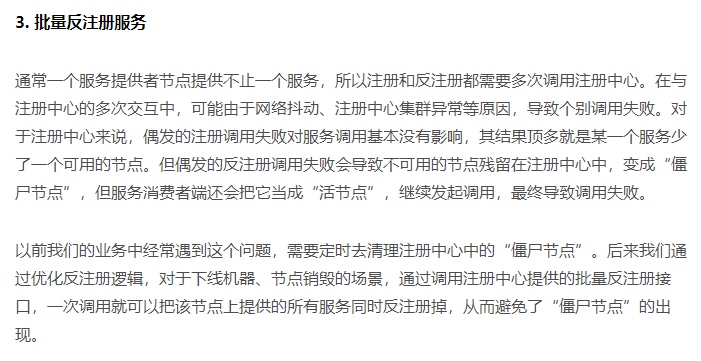 3. 批量反注册服务
通常一个服务提供者节点提供不止一个服务，所以注册和反注册都需要多次调用注册中心。在与
注册中心的多次交互中，可能由于网络抖动、注册中心集群异常等原因，导致个别调用失败。对
于注册中心来说，偶发的注册调用失败对服务调用基本没有影响，其结果顶多就是某一个服务少
了一个可用的节点。但偶发的反注册调用失败会导致不可用的节点残留在注册中心中，变成“僵
尸节点”，但服务消费者端还会把它当成“活节点”，继续发起调用，最终导致调用失败。
以前我们的业务中经常遇到这个问题，需要定时去清理注册中心中的“僵尸节点”。后来我们通
过优化反注册逻辑，对于下线机器、节点销毁的场景，通过调用注册中心提供的批量反注册接
口，一次调用就可以把该节点上提供的所有服务同时反注册掉，从而避免了“僵尸节点”的出
现。